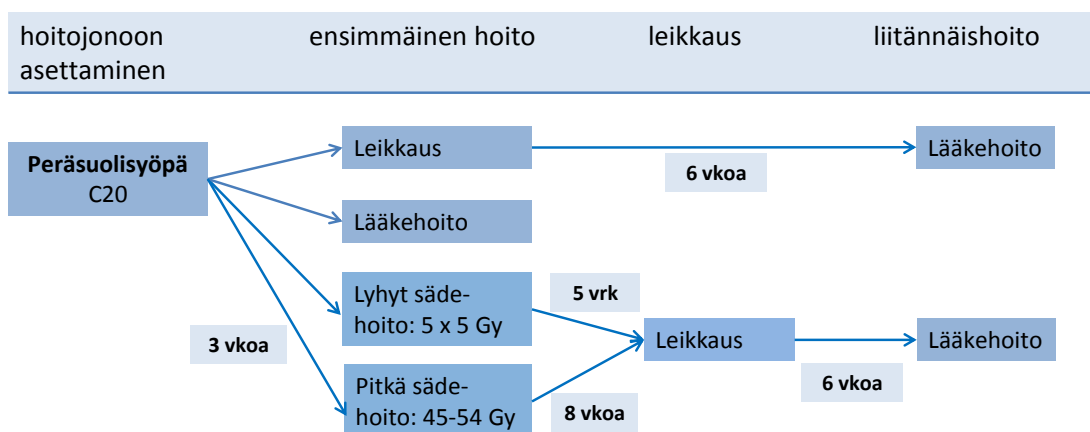 hoitojonoon
asettaminen
ensimmäinen hoito
leikkaus
liitännäishoito
Peräsuolisyöpä
C20
Leikkaus
6 vkoa
Lääkehoito
Lääkehoito
Lyhyt säde-
hoito: 5 x 5 Gy
5 vrk
3 vkoa
Leikkaus
Lääkehoito
6 vkoa
Pitkä säde-
hoito: 45-54 Gy
8 vkoa